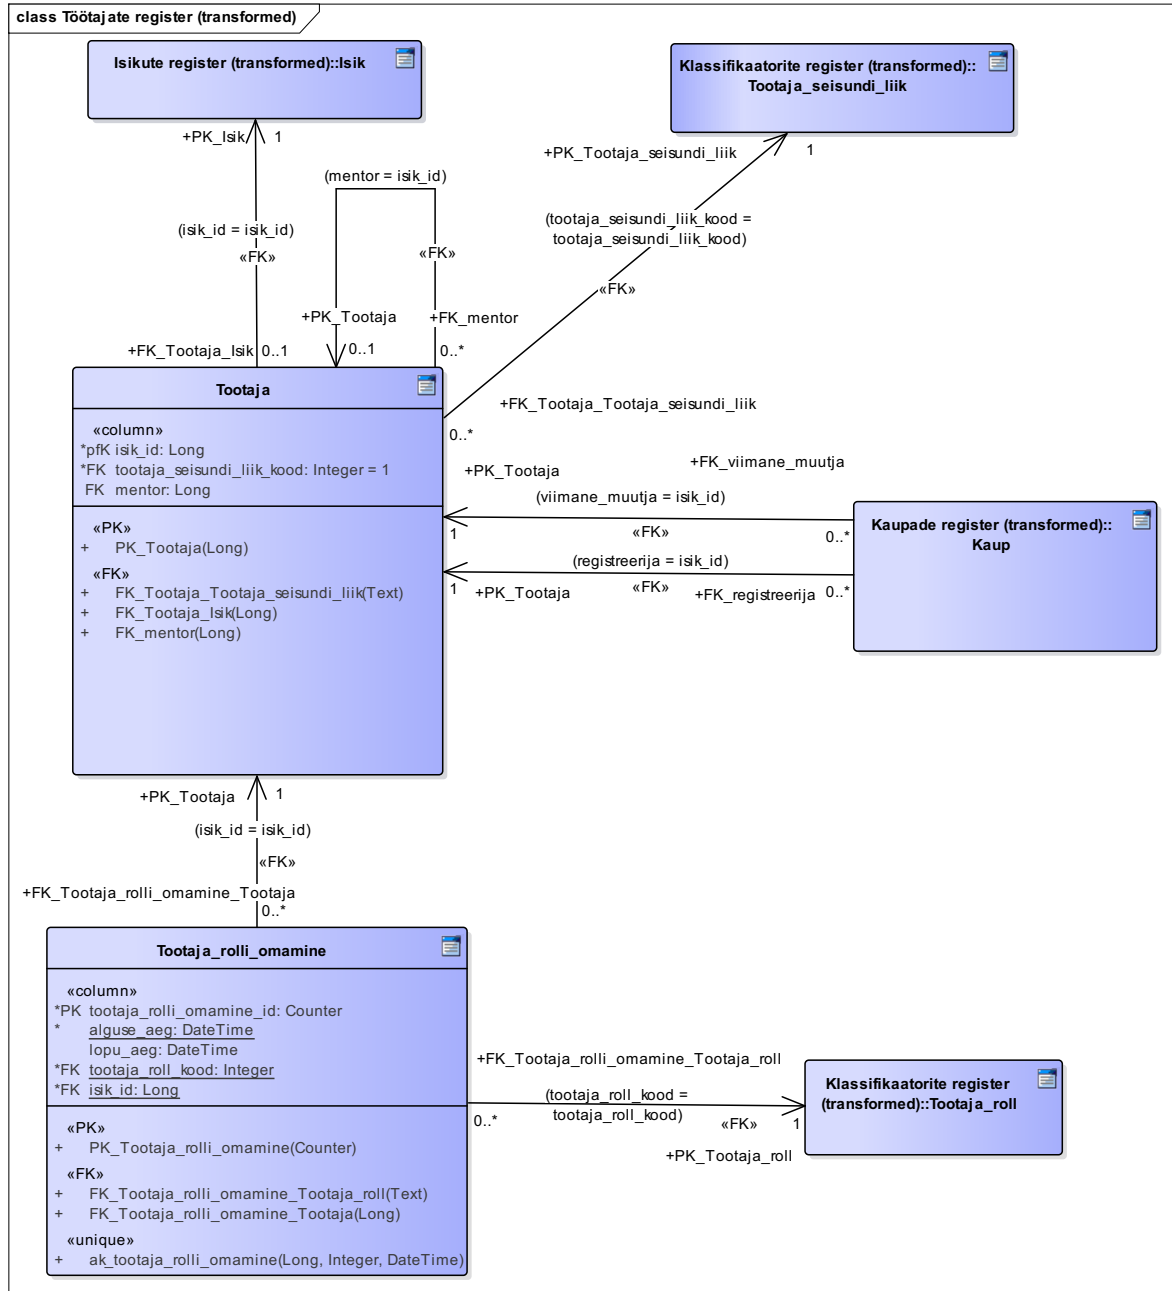 class Töötajate register (transformed)
Isikute register (transformed)::Isik
Klassifikaatorite register (transformed)::
Tootaja_seisundi_liik
+PK_Isik
1
+PK_Tootaja_seisundi_liik
1
(mentor = isik_id)
(isik_id = isik_id)
«FK»
«FK»
(tootaja_seisundi_liik_kood =
tootaja_seisundi_liik_kood)
«FK»
+PK_Tootaja
+FK_mentor
+FK_Tootaja_Isik
0..1
0..1
0..*
Tootaja
«column»
*pfK isik_id: Long
*FK tootaja_seisundi_liik_kood: Integer = 1
FK mentor: Long
«PK»
+ PK_Tootaja(Long)
«FK»
+ FK_Tootaja_Tootaja_seisundi_liik(Text)
+ FK_Tootaja_Isik(Long)
+ FK_mentor(Long)
+FK_Tootaja_Tootaja_seisundi_liik
0..*
+PK_Tootaja
+FK_viimane_muutja
(viimane_muutja = isik_id)
1
«FK»
0..*
(registreerija = isik_id)
1
+PK_Tootaja
«FK»
+FK_registreerija
0..*
Kaupade register (transformed)::
Kaup
+PK_Tootaja
1
(isik_id = isik_id)
«FK»
+FK_Tootaja_rolli_omamine_Tootaja
0..*
Tootaja_rolli_omamine
«column»
*PK tootaja_rolli_omamine_id: Counter
* alguse_aeg: DateTime
lopu_aeg: DateTime
*FK tootaja_roll_kood: Integer
*FK isik_id: Long
«PK»
+ PK_Tootaja_rolli_omamine(Counter)
«FK»
+ FK_Tootaja_rolli_omamine_Tootaja_roll(Text)
+ FK_Tootaja_rolli_omamine_Tootaja(Long)
«unique»
+ ak_tootaja_rolli_omamine(Long, Integer, DateTime)
+FK_Tootaja_rolli_omamine_Tootaja_roll
(tootaja_roll_kood =
tootaja_roll_kood)
0..*
«FK»
1
+PK_Tootaja_roll
Klassifikaatorite register
(transformed)::Tootaja_roll